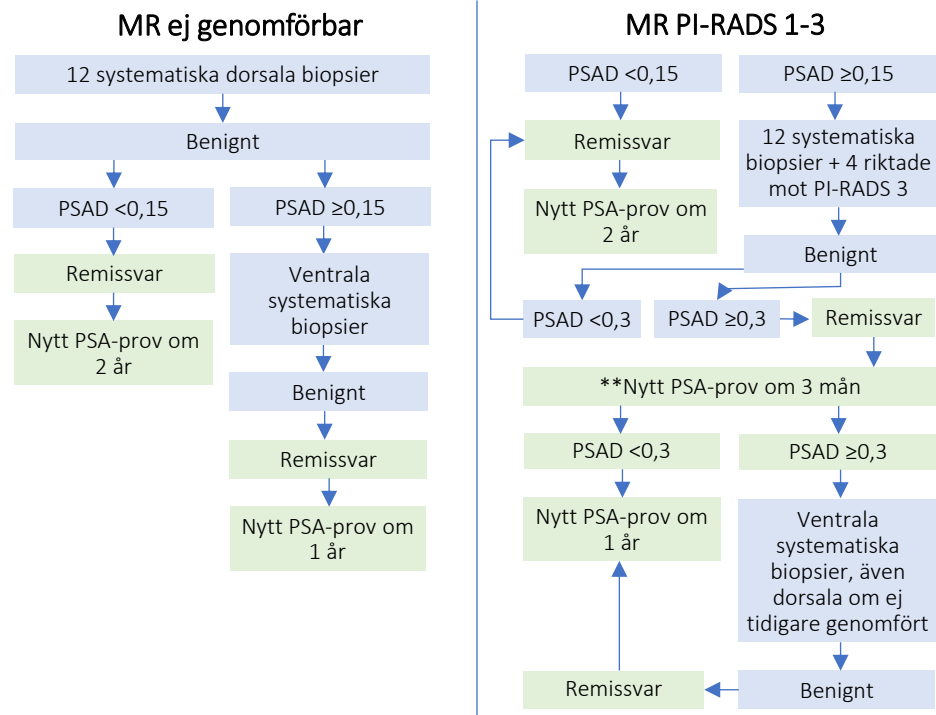 MR ej genomförbar
12 systematiska dorsala biopsier
Benignt
PSAD <0,15
PSAD ≥0,15
Remissvar
Ventrala
systematiska
biopsier
Nytt PSA-prov om
2 år
Benignt
Remissvar
Nytt PSA-prov om
1 år
MR PI-RADS 1-3
PSAD <0,15
PSAD ≥0,15
Remissvar
12 systematiska
biopsier + 4 riktade
mot PI-RADS 3
Nytt PSA-prov om
2 år
Benignt
PSAD <0,3
PSAD ≥0,3
Remissvar
**Nytt PSA-prov om 3 mån
PSAD <0,3
PSAD ≥0,3
Nytt PSA-prov om
1 år
Ventrala
systematiska
biopsier, även
dorsala om ej
tidigare genomfört
Remissvar
Benignt